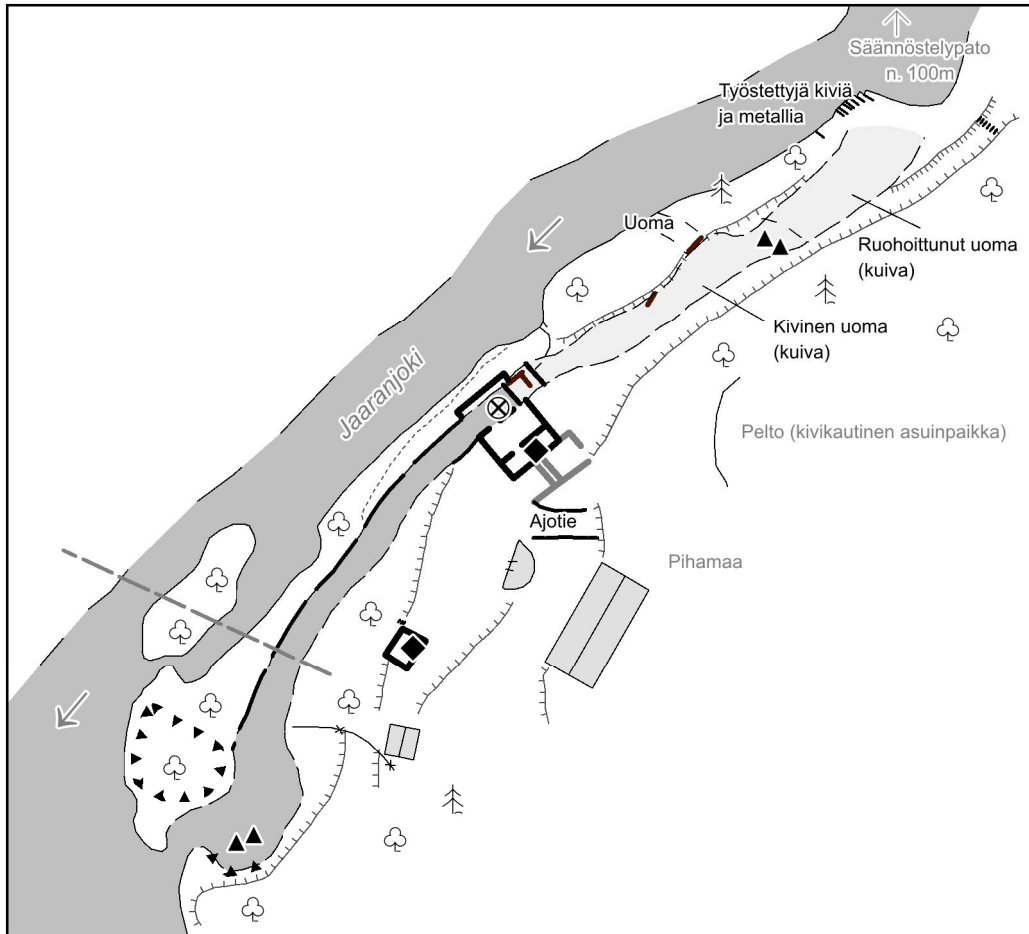 Säännöstelypato
n. 100m
Työstettyjä kiviä
ja metallia
Uoma
Ruohoittunut uoma
(kuiva)
Kivinen uoma
(kuiva)
Jaaranjoki
Pelto (kivikautinen asuinpaikka)
Ajotie
Pihamaa